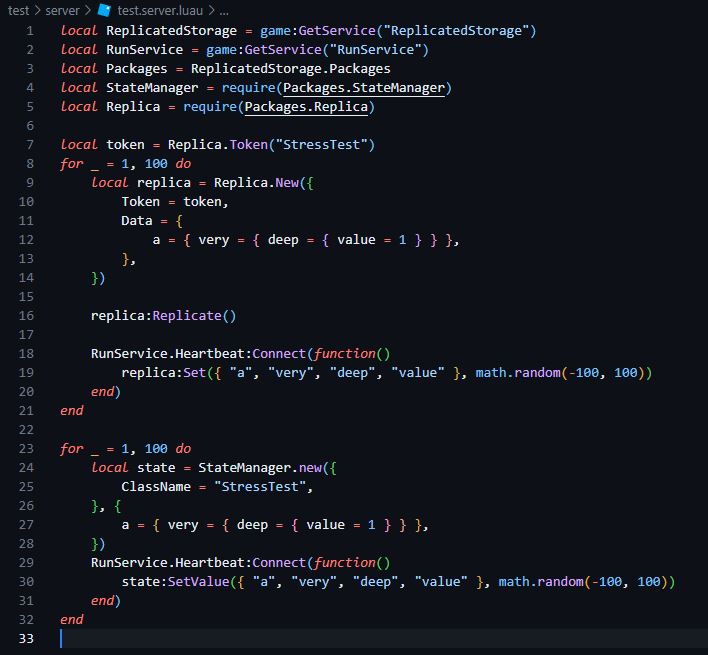 test > server > test.server.luau > ...
1 local ReplicatedStorage = game:GetService("ReplicatedStorage")
2 local RunService = game:GetService("RunService")
3 local Packages = ReplicatedStorage.Packages
4 local StateManager = require(Packages.StateManager)
5 local Replica = require(Packages.Replica)
6
7 local token = Replica.Token("StressTest")
8 for _ = 1, 100 do
9     local replica = Replica.New({
10         Token = token,
11         Data = {
12             a = { very = { deep = { value = 1 } } },
13         },
14     })
15
16     replica:Replicate()
17
18     RunService.Heartbeat:Connect(function()
19         replica:Set({ "a", "very", "deep", "value" }, math.random(-100, 100))
20     end)
21 end
22
23 for _ = 1, 100 do
24     local state = StateManager.new({
25         ClassName = "StressTest",
26     }, {
27         a = { very = { deep = { value = 1 } } },
28     })
29     RunService.Heartbeat:Connect(function()
30         state:SetValue({ "a", "very", "deep", "value" }, math.random(-100, 100))
31     end)
32 end
33